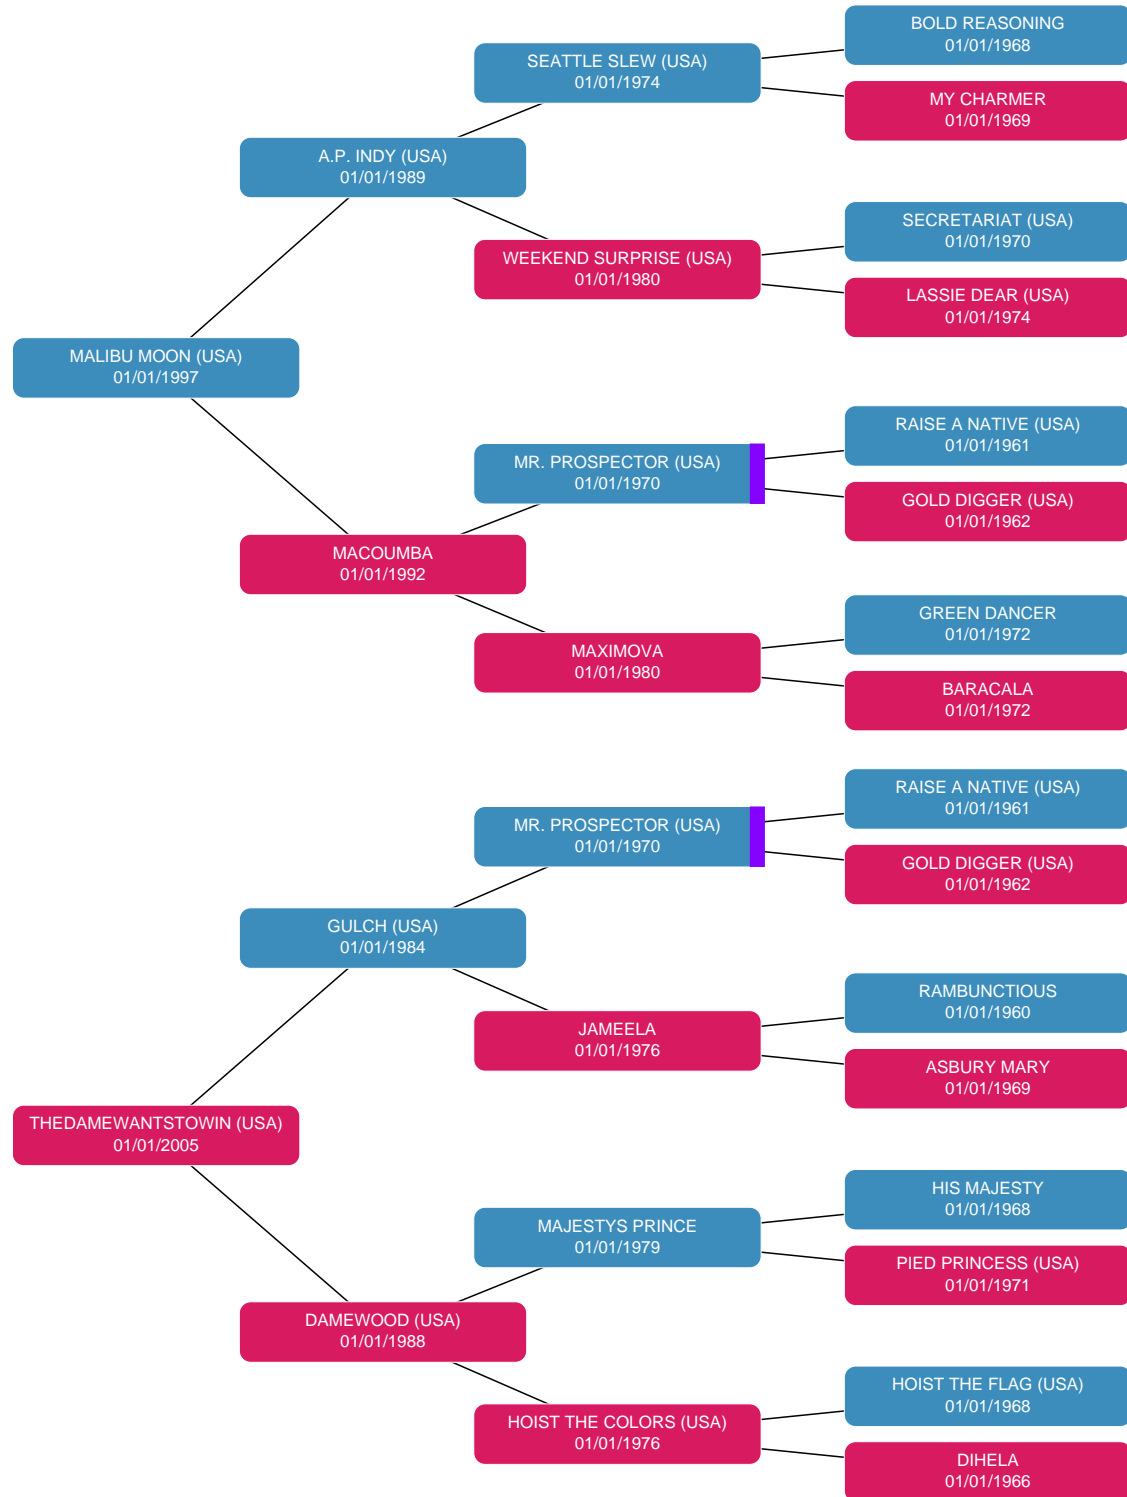 BOLD REASONING
01/01/1968
SEATTLE SLEW (USA)
01/01/1974
MY CHARMER
01/01/1969
A.P. INDY (USA)
01/01/1989
SECRETARIAT (USA)
01/01/1970
WEEKEND SURPRISE (USA)
01/01/1980
LASSIE DEAR (USA)
01/01/1974
MALIBU MOON (USA)
01/01/1997
RAISE A NATIVE (USA)
01/01/1961
MR. PROSPECTOR (USA)
01/01/1970
GOLD DIGGER (USA)
01/01/1962
MACOUMBA
01/01/1992
GREEN DANCER
01/01/1972
MAXIMOVA
01/01/1980
BARACALA
01/01/1972
RAISE A NATIVE (USA)
01/01/1961
MR. PROSPECTOR (USA)
01/01/1970
GOLD DIGGER (USA)
01/01/1962
GULCH (USA)
01/01/1984
RAMBUNCTIOUS
01/01/1960
JAMEELA
01/01/1976
ASBURY MARY
01/01/1969
THEDAMEWANTSTOWIN (USA)
01/01/2005
HIS MAJESTY
01/01/1968
MAJESTYS PRINCE
01/01/1979
PIED PRINCESS (USA)
01/01/1971
DAMEWOOD (USA)
01/01/1988
HOIST THE FLAG (USA)
01/01/1968
HOIST THE COLORS (USA)
01/01/1976
DIHELA
01/01/1966